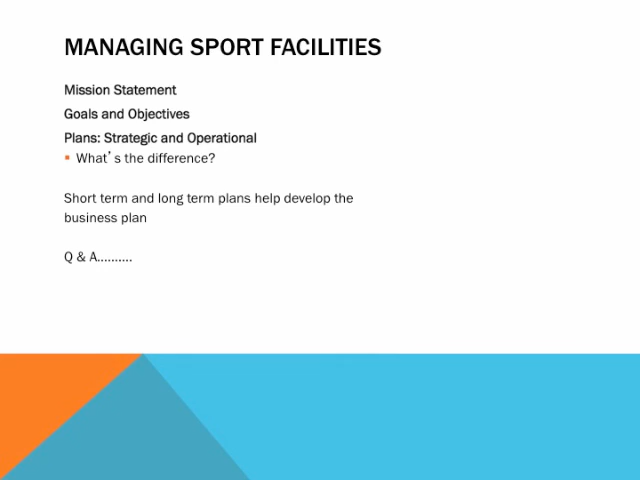 MANAGING SPORT FACILITIES
Mission Statement
Goals and Objectives
Plans: Strategic and Operational
▪ What's the difference?
Short term and long term plans help develop the
business plan
Q & A..........